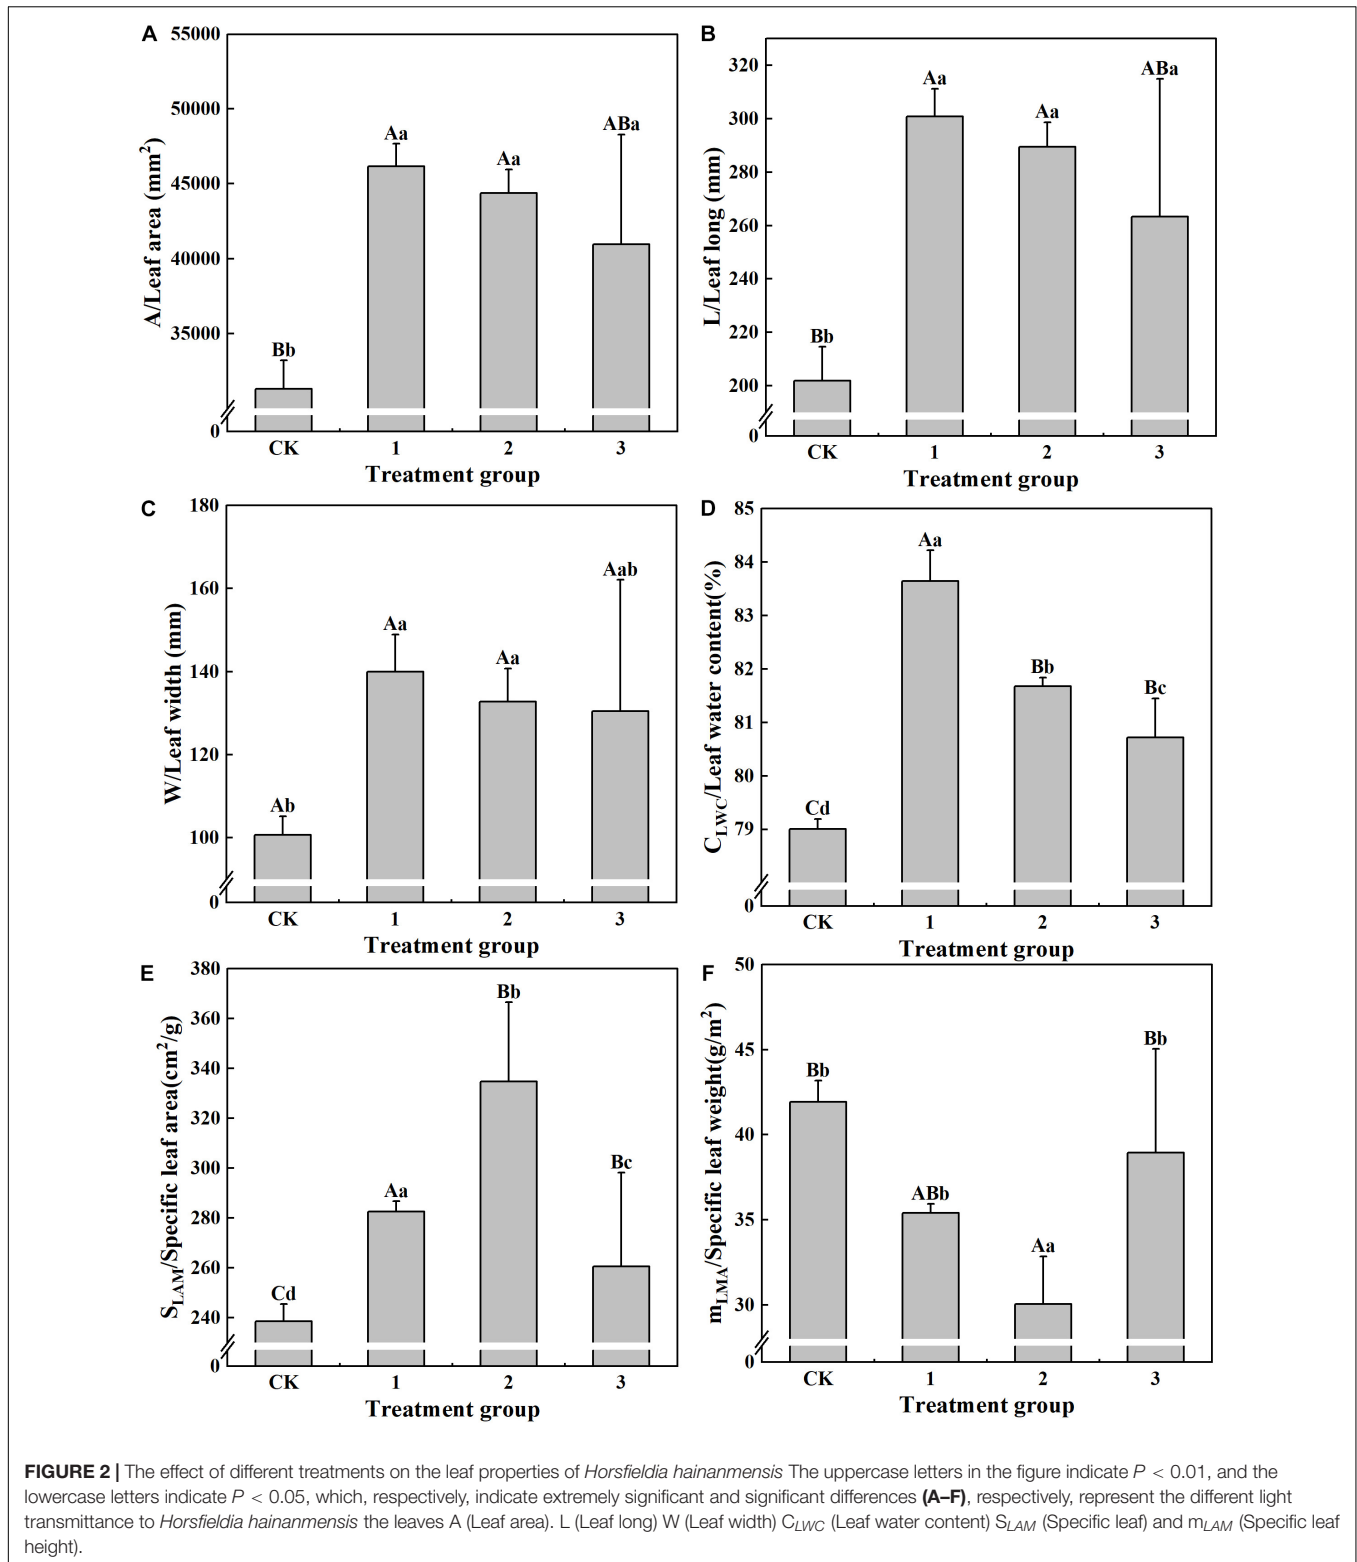 A
55000
50000
45000
40000
35000
0
A/Leaf area (mm²)
Bb
Aa
Aa
ABa
CK 1 2 3
Treatment group
B
320
300
280
260
240
220
200
0
L/Leaf long (mm)
Bb
Aa
Aa
ABa
CK 1 2 3
Treatment group
C
180
160
140
120
100
0
W/Leaf width (mm)
Ab
Aa
Aa
Aab
CK 1 2 3
Treatment group
D
85
84
83
82
81
80
79
0
C_LWC/Leaf water content(%)
Cd
Aa
Bb
Bc
CK 1 2 3
Treatment group
E
380
360
340
320
300
280
260
240
0
S_LAM/Specific leaf area(cm²/g)
Cd
Aa
Bb
Bc
CK 1 2 3
Treatment group
F
50
45
40
35
30
0
m_LMA/Specific leaf weight(g/m²)
Bb
ABb
Aa
Bb
CK 1 2 3
Treatment group
FIGURE 2 | The effect of different treatments on the leaf properties of Horsfieldia hainanmensis The uppercase letters in the figure indicate P < 0.01, and the
lowercase letters indicate P < 0.05, which, respectively, indicate extremely significant and significant differences (A–F), respectively, represent the different light
transmittance to Horsfieldia hainanmensis the leaves A (Leaf area). L (Leaf long) W (Leaf width) C_LWC (Leaf water content) S_LAM (Specific leaf) and m_LAM (Specific leaf
height).